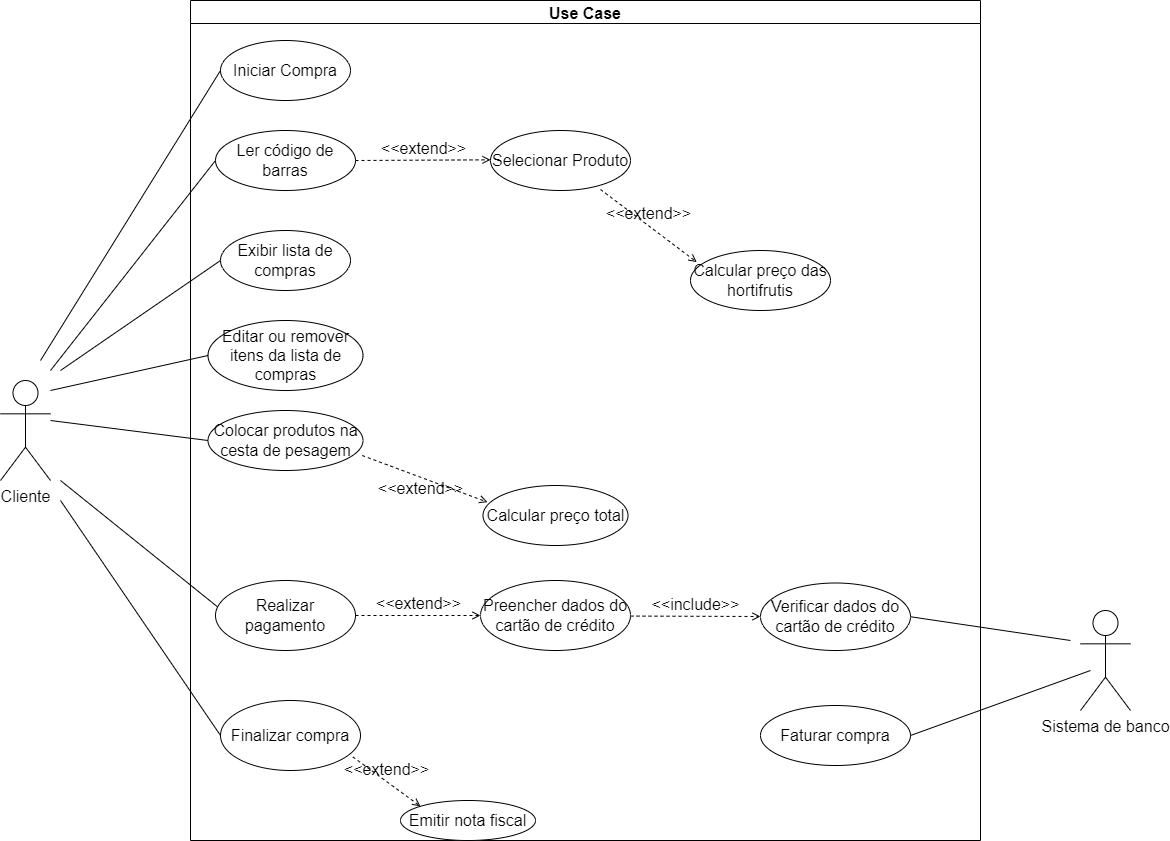 Use Case
Iniciar Compra
Ler código de
barras
<<extend>>
Selecionar Produto
<<extend>>
Calcular preço das
hortifrutis
Exibir lista de
compras
Editar ou remover
itens da lista de
compras
Colocar produtos na
cesta de pesagem
<<extend>>
Calcular preço total
Cliente
Realizar
pagamento
<<extend>>
Preencher dados do
cartão de crédito
<<include>>
Verificar dados do
cartão de crédito
Sistema de banco
Finalizar compra
<<extend>>
Faturar compra
Emitir nota fiscal